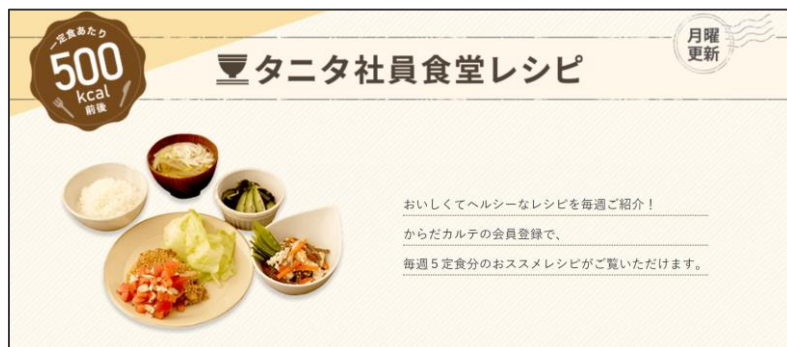 一定食あたり
500
kcal
前後
タニタ社員食堂レシピ
月曜
更新
おいしくてヘルシーなレシピを毎週ご紹介！
からだカルテの会員登録で、
毎週５定食分のおススメレシピがご覧いただけます。